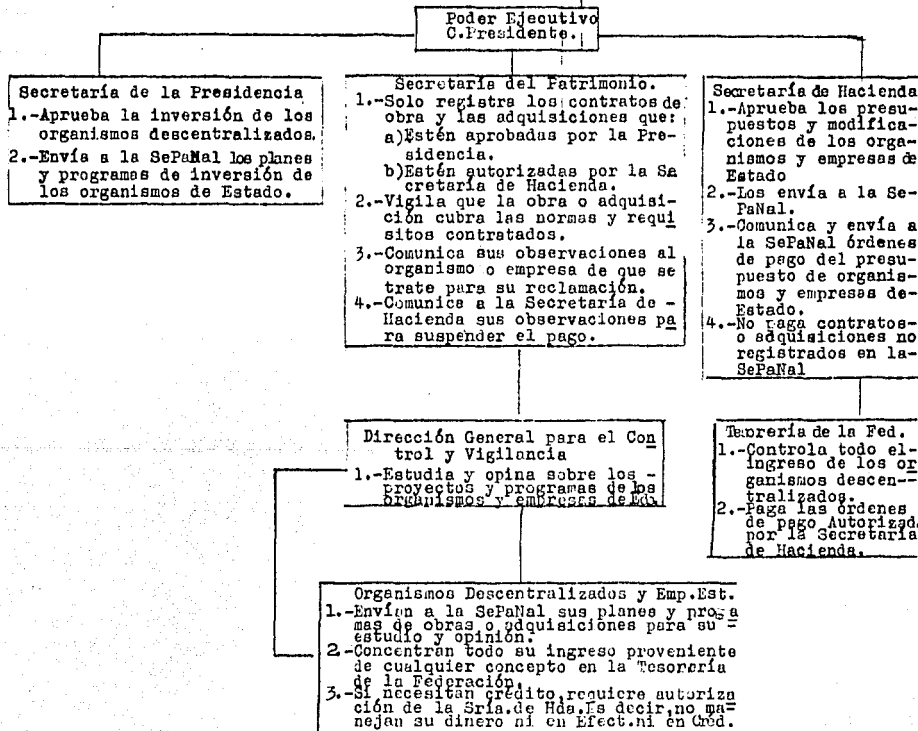 Poder Ejecutivo
C.Presidente.
Secretaría de la Presidencia
1.-Aprueba la inversión de los
organismos descentralizados.
2.-Envía a la SePaNal los planes
y programas de inversión de
los organismos de Estado.
Secretaría del Patrimonio.
1.-Solo registra los contratos de
obra y las adquisiciones que:
a)Estén aprobadas por la Pre-
sidencia.
b)Estén autorizadas por la Sa
cretaría de Hacienda.
2.-Vigila que la obra o adquisi-
ción cubra las normas y requi
sitos contratados.
3.-Comunica sus observaciones al
organismo o empresa de que se
trate para su reclamación.
4.-Comunica a la Secretaría de -
Hacienda sus observaciones pa
ra suspender el pago.
Secretaría de Hacienda
1.-Aprueba los presu-
puestos y modifica-
ciones de los orga-
nismos y empresas de
Estado
2.-Los envía a la Se-
PaNal.
3.-Comunica y envía a
la SePaNal órdenes
de pago del presu-
puesto de organis-
mos y empresas de-
Estado.
4.-No paga contratos-
o adquisiciones no
registrados en la-
SePaNal
Dirección General para el Con
trol y Vigilancia
1.-Estudia y opina sobre los -
proyectos y programas de los
organismos y empresas de Edo.
Tesorería de la Fed.
1.-Controla todo el-
ingreso de los or
ganismos descen--
tralizados.
2.-Paga las órdenes
de pago Autorizad.
por la Secretaría
de Hacienda.
Organismos Descentralizados y Emp.Est.
1.-Envían a la SePaNal sus planes y progra
mas de obras o adquisiciones para su =
estudio y opinión.
2-Concentran todo su ingreso proveniente
de cualquier concepto en la Tesorería
de la Federación.
3.-Si necesitan crédito,requiere autoriza
ción de la Sría.de Hda.Es decir,no ma=
nejan su dinero ni en Efect.ni en Créd.